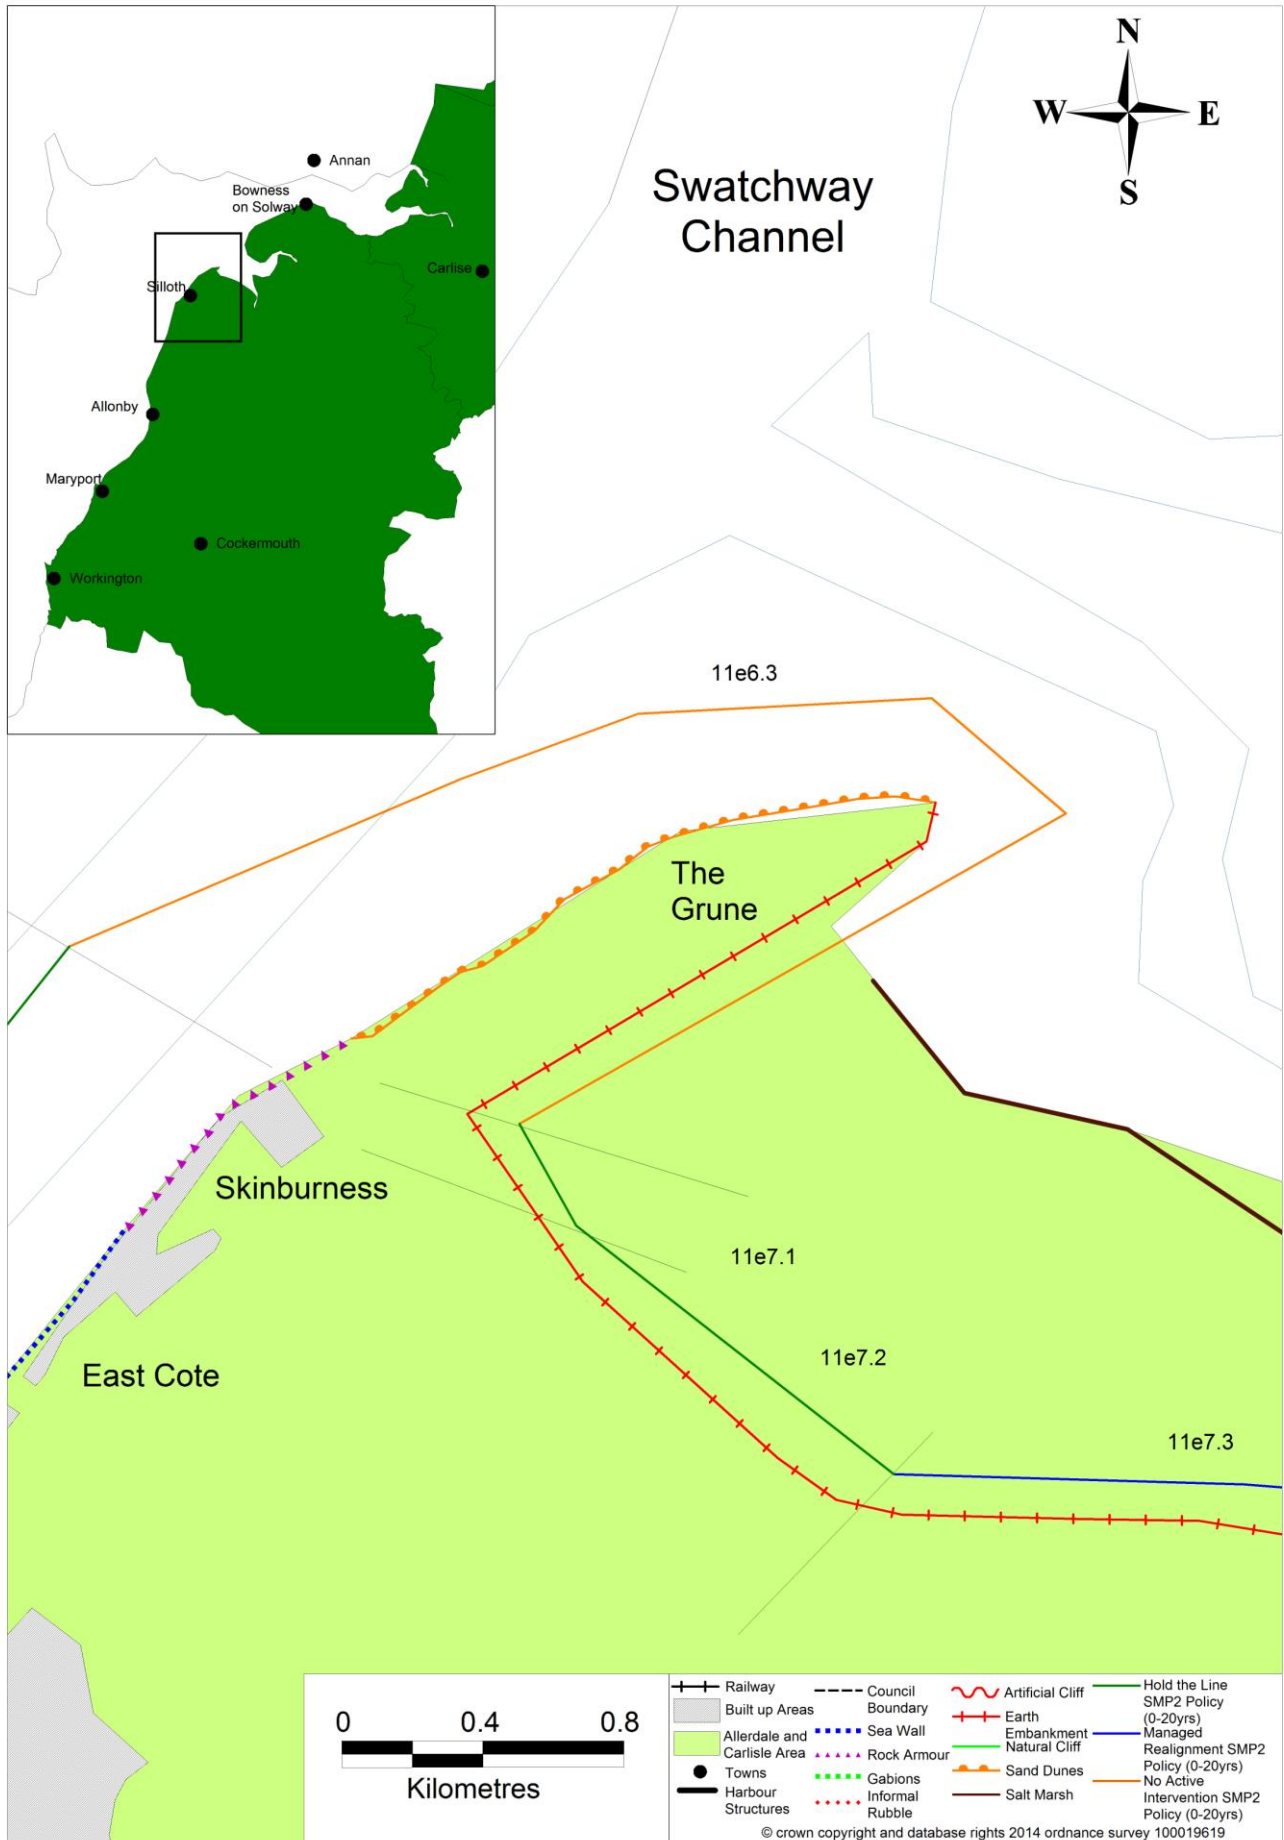 N
W E
S
Swatchway
Channel
Annan
Bowness
on Solway
Carlise
Silloth
Allonby
Maryport
Cockermouth
Workington
11e6.3
The
Grune
Skinburness
11e7.1
East Cote
11e7.2
11e7.3
0 0.4 0.8
Kilometres
Railway
Built up Areas
Allerdale and
Carlisle Area
Towns
Harbour
Structures
Council
Boundary
Sea Wall
Rock Armour
Gabions
Informal
Rubble
Artificial Cliff
Earth
Embankment
Natural Cliff
Sand Dunes
Salt Marsh
Hold the Line
SMP2 Policy
(0-20yrs)
Managed
Realignment SMP2
Policy (0-20yrs)
No Active
Intervention SMP2
Policy (0-20yrs)
© crown copyright and database rights 2014 ordnance survey 100019619